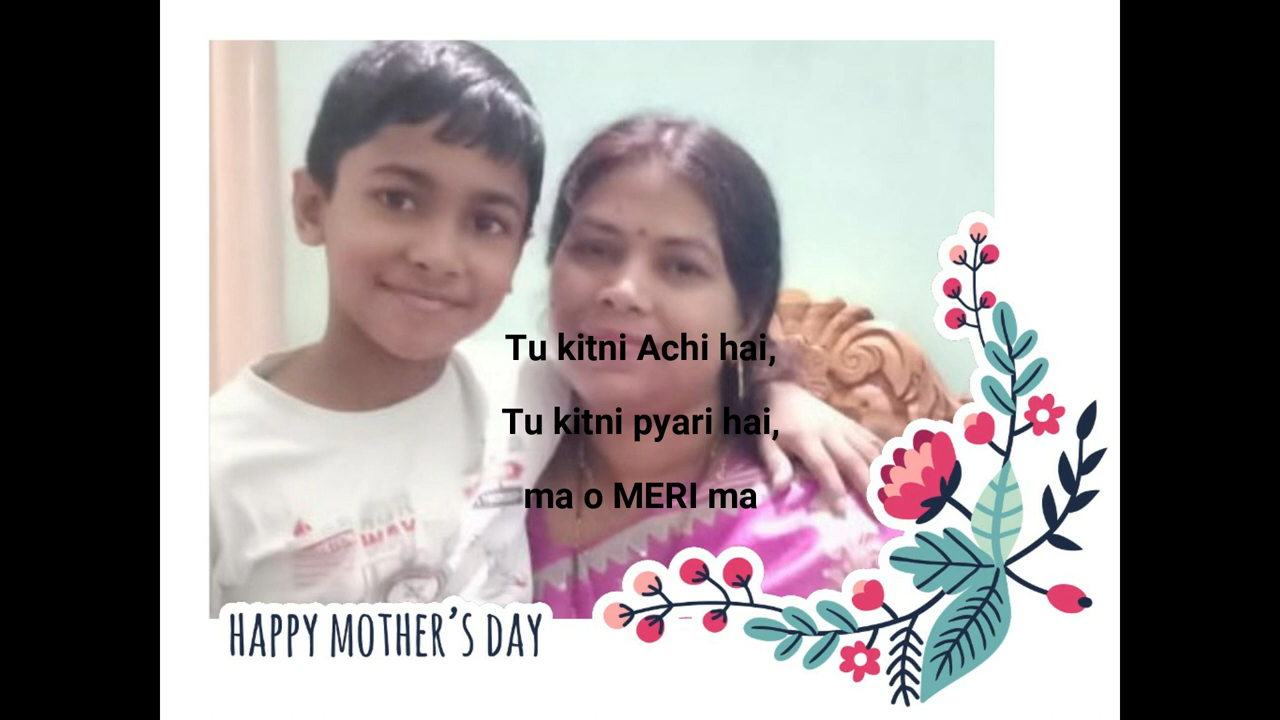 Tu kitni Achi hai,
Tu kitni pyari hai,
ma o MERI ma
HAPPY MOTHER'S DAY